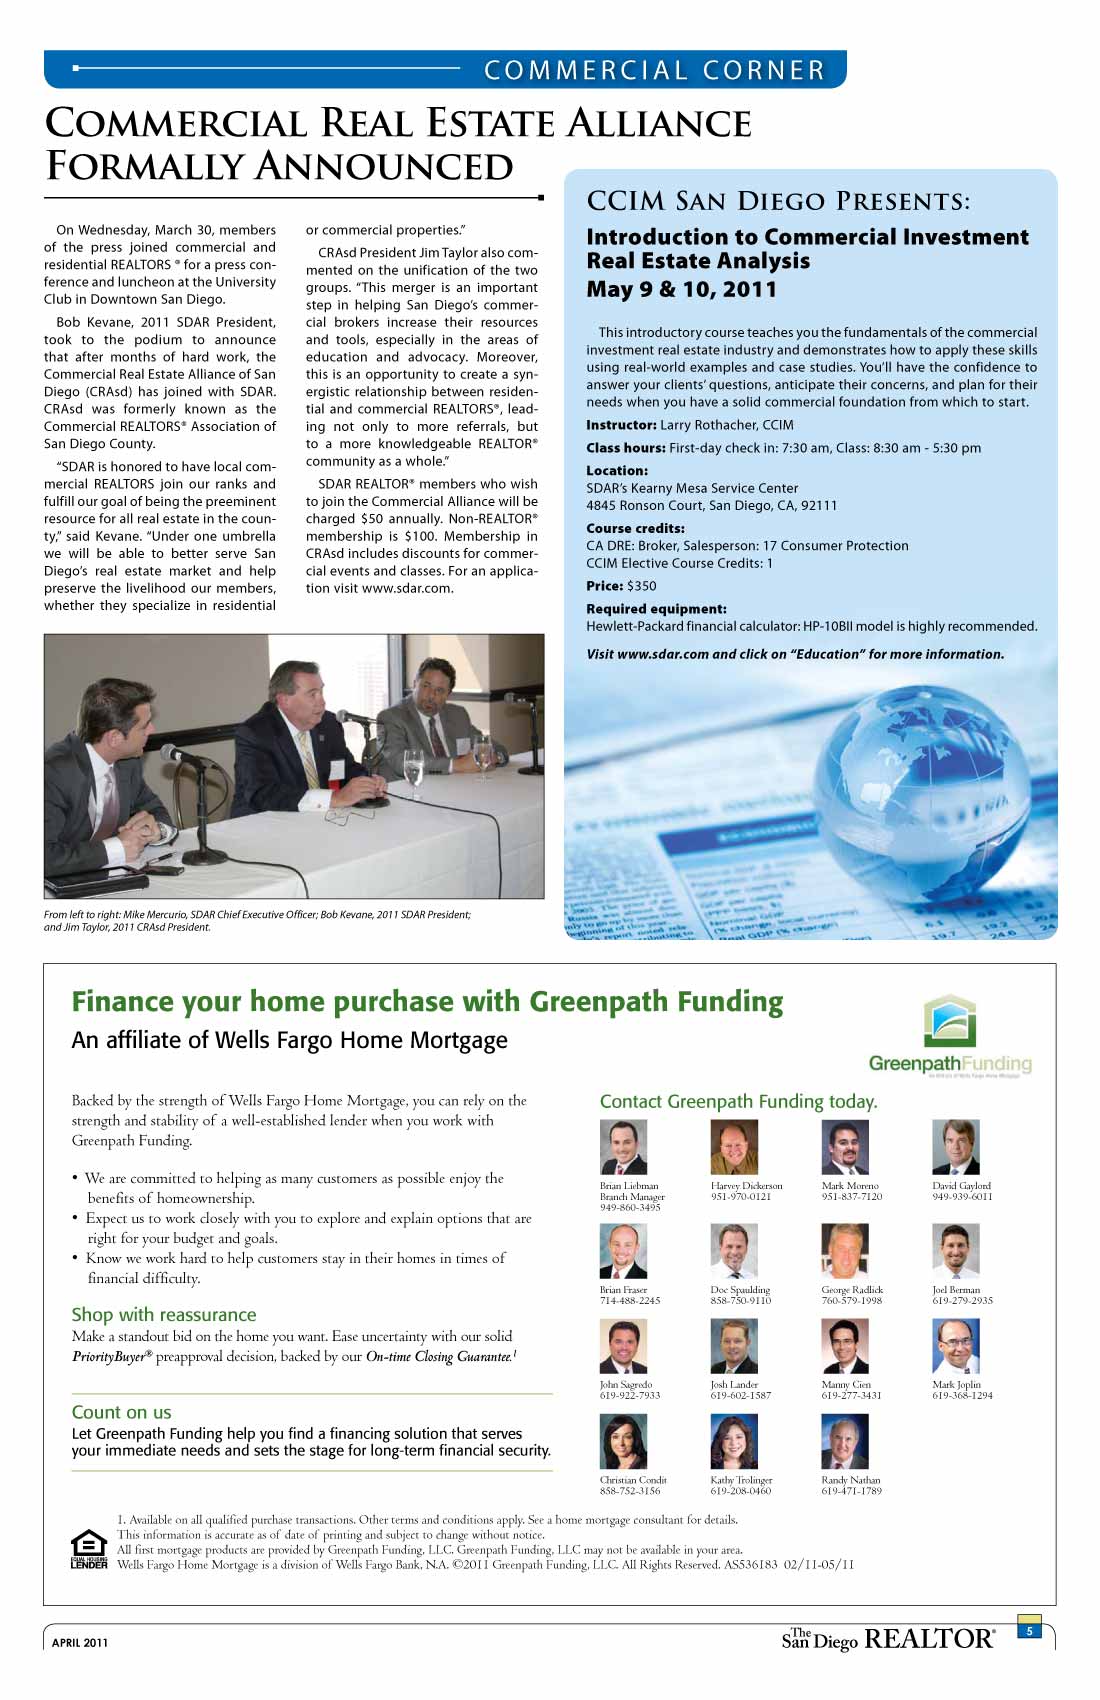 COMMERCIAL CORNER
COMMERCIAL REAL ESTATE ALLIANCE
FORMALLY ANNOUNCED
On Wednesday, March 30, members
of the press joined commercial and
residential REALTORS ® for a press con-
ference and luncheon at the University
Club in Downtown San Diego.
Bob Kevane, 2011 SDAR President,
took to the podium to announce
that after months of hard work, the
Commercial Real Estate Alliance of San
Diego (CRAsd) has joined with SDAR.
CRAsd was formerly known as the
Commercial REALTORS® Association of
San Diego County.
“SDAR is honored to have local com-
mercial REALTORS join our ranks and
fulfill our goal of being the preeminent
resource for all real estate in the coun-
ty,” said Kevane. “Under one umbrella
we will be able to better serve San
Diego’s real estate market and help
preserve the livelihood our members,
whether they specialize in residential
or commercial properties.”
CRAsd President Jim Taylor also com-
mented on the unification of the two
groups. “This merger is an important
step in helping San Diego’s commer-
cial brokers increase their resources
and tools, especially in the areas of
education and advocacy. Moreover,
this is an opportunity to create a syn-
ergistic relationship between residen-
tial and commercial REALTORS®, lead-
ing not only to more referrals, but
to a more knowledgeable REALTOR®
community as a whole.”
SDAR REALTOR® members who wish
to join the Commercial Alliance will be
charged $50 annually. Non-REALTOR®
membership is $100. Membership in
CRAsd includes discounts for commer-
cial events and classes. For an applica-
tion visit www.sdar.com.
From left to right: Mike Mercurio, SDAR Chief Executive Officer; Bob Kevane, 2011 SDAR President;
and Jim Taylor, 2011 CRAsd President.
CCIM SAN DIEGO PRESENTS:
Introduction to Commercial Investment
Real Estate Analysis
May 9 & 10, 2011
This introductory course teaches you the fundamentals of the commercial
investment real estate industry and demonstrates how to apply these skills
using real-world examples and case studies. You’ll have the confidence to
answer your clients’ questions, anticipate their concerns, and plan for their
needs when you have a solid commercial foundation from which to start.
Instructor: Larry Rothacher, CCIM
Class hours: First-day check in: 7:30 am, Class: 8:30 am - 5:30 pm
Location:
SDAR’s Kearny Mesa Service Center
4845 Ronson Court, San Diego, CA, 92111
Course credits:
CA DRE: Broker, Salesperson: 17 Consumer Protection
CCIM Elective Course Credits: 1
Price: $350
Required equipment:
Hewlett-Packard financial calculator: HP-10BII model is highly recommended.
Visit www.sdar.com and click on “Education” for more information.
Finance your home purchase with Greenpath Funding
An affiliate of Wells Fargo Home Mortgage
GreenpathFunding
Backed by the strength of Wells Fargo Home Mortgage, you can rely on the
strength and stability of a well-established lender when you work with
Greenpath Funding.
• We are committed to helping as many customers as possible enjoy the
benefits of homeownership.
• Expect us to work closely with you to explore and explain options that are
right for your budget and goals.
• Know we work hard to help customers stay in their homes in times of
financial difficulty.
Shop with reassurance
Make a standout bid on the home you want. Ease uncertainty with our solid
PriorityBuyer® preapproval decision, backed by our On-time Closing Guarantee.1
Count on us
Let Greenpath Funding help you find a financing solution that serves
your immediate needs and sets the stage for long-term financial security.
Contact Greenpath Funding today.
Brian Liebman
Branch Manager
949-860-3495
Harvey Dickerson
951-970-0121
Mark Moreno
951-837-7120
David Gaylord
949-939-6011
Brian Fraser
714-488-2245
Doc Spaulding
858-750-9110
George Radlick
760-579-1998
Joel Berman
619-279-2935
John Sagredo
619-922-7933
Josh Lander
619-602-1587
Manny Cien
619-277-3431
Mark Joplin
619-368-1294
Christian Condit
858-752-3156
Kathy Trolinger
619-208-0460
Randy Nathan
619-471-1789
EQUAL HOUSING
LENDER
1. Available on all qualified purchase transactions. Other terms and conditions apply. See a home mortgage consultant for details.
This information is accurate as of date of printing and subject to change without notice.
All first mortgage products are provided by Greenpath Funding, LLC. Greenpath Funding, LLC may not be available in your area.
Wells Fargo Home Mortgage is a division of Wells Fargo Bank, N.A. ©2011 Greenpath Funding, LLC. All Rights Reserved. AS536183 02/11-05/11
APRIL 2011
The San Diego REALTOR®
5